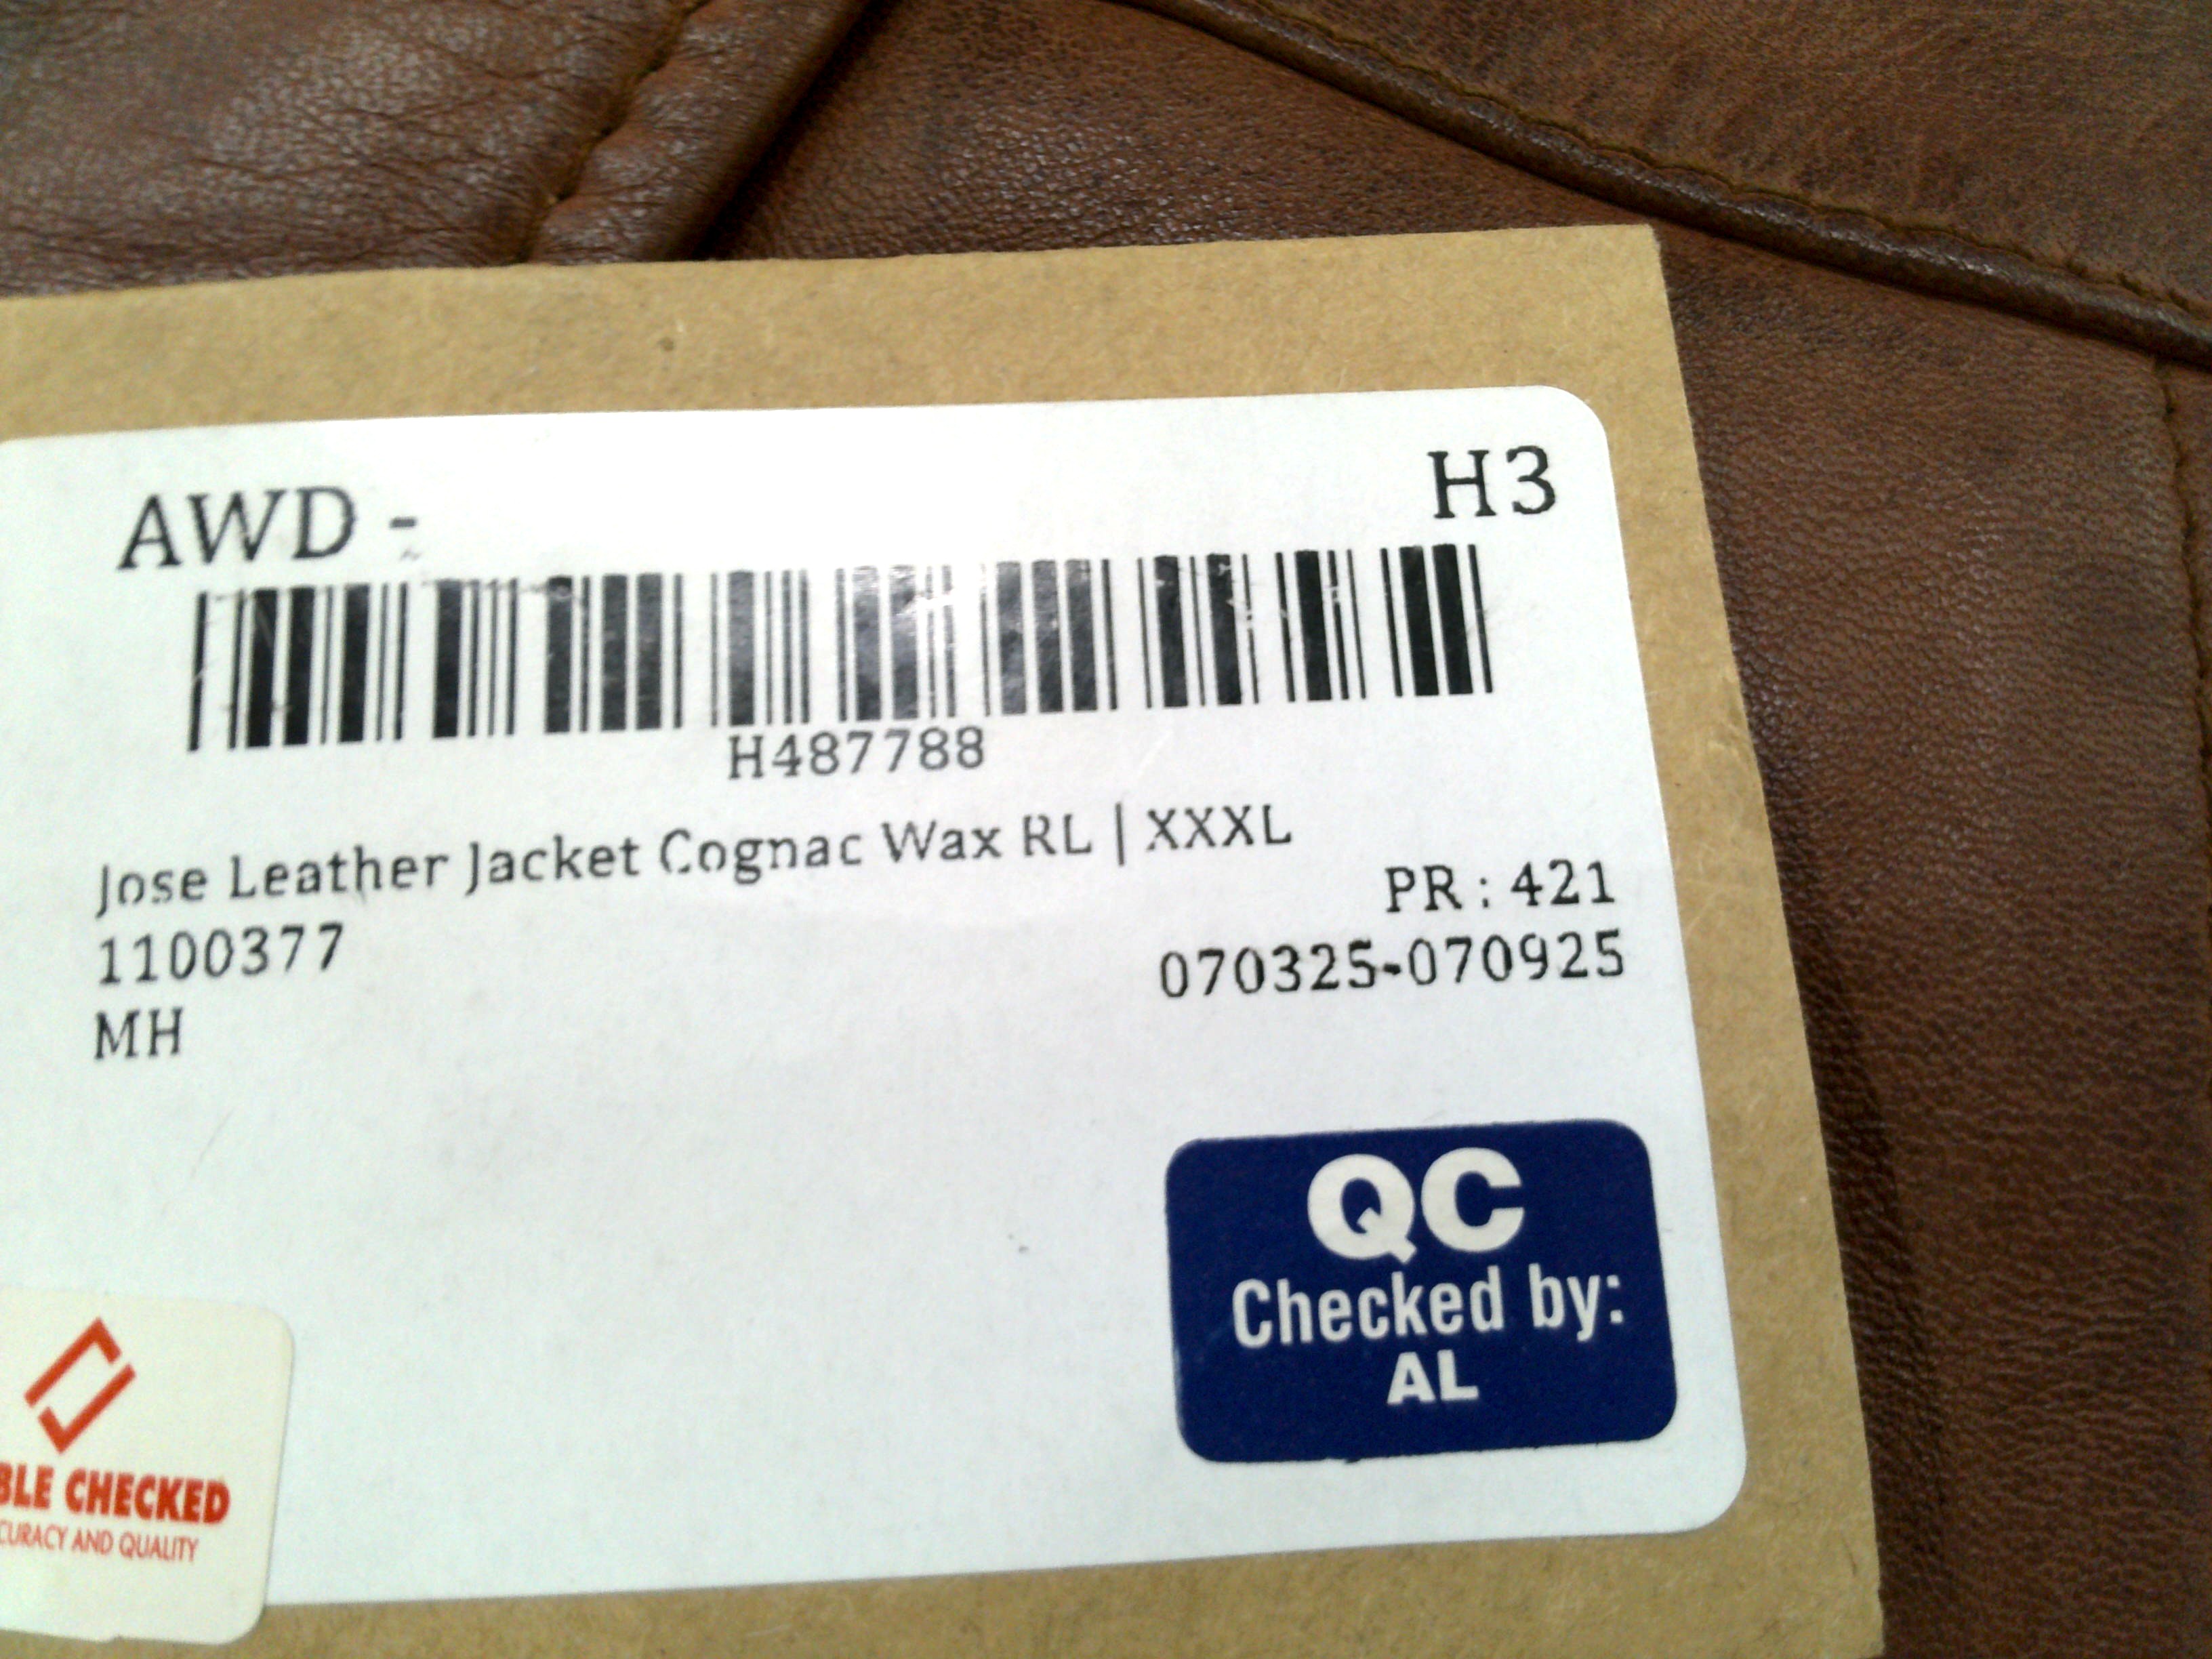 AWD - H3
H487788
Jose Leather Jacket Cognac Wax RL | XXXL
PR : 421
1100377 070325-070925
MH
QC
Checked by:
AL
BLE CHECKED
CURACY AND QUALITY